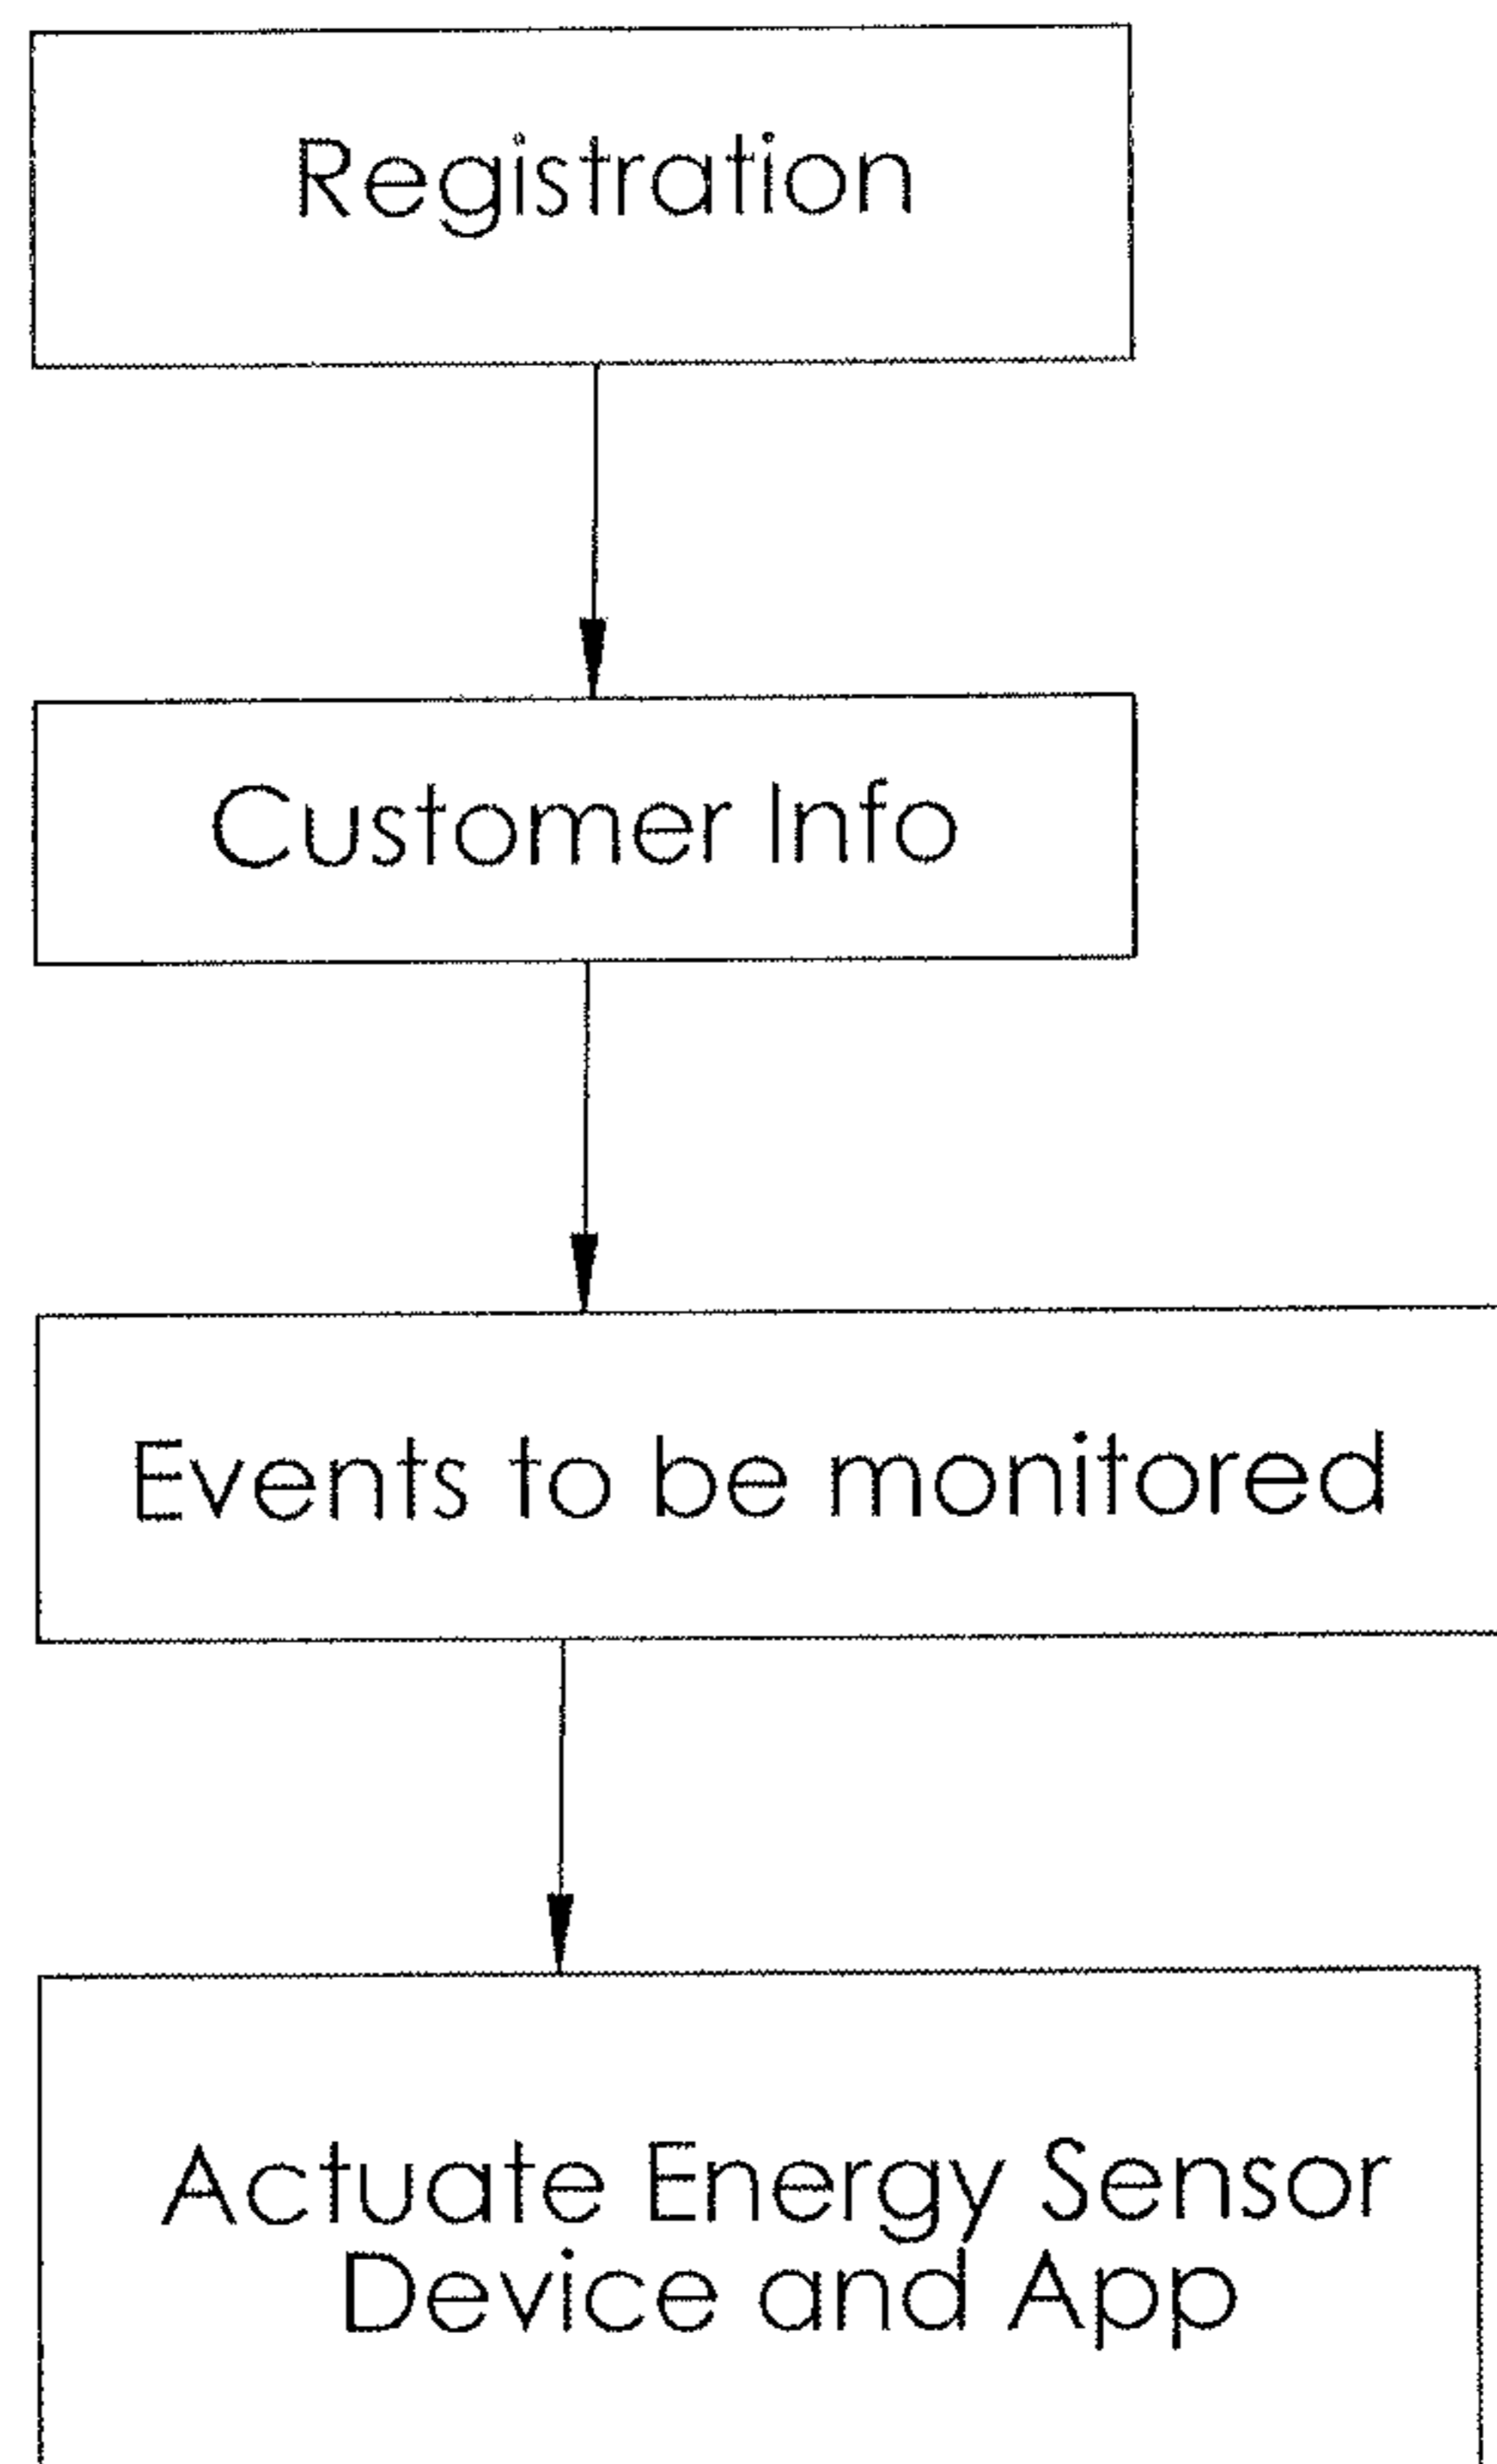 Registration
Customer Info
Events to be monitored
Actuate Energy Sensor
Device and App